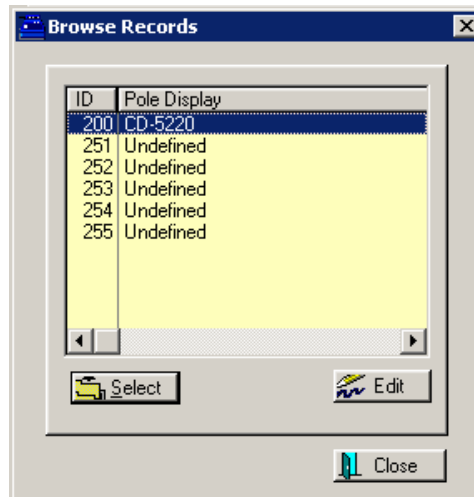 Browse Records
ID Pole Display
200 CD-5220
251 Undefined
252 Undefined
253 Undefined
254 Undefined
255 Undefined
Select Edit
Close